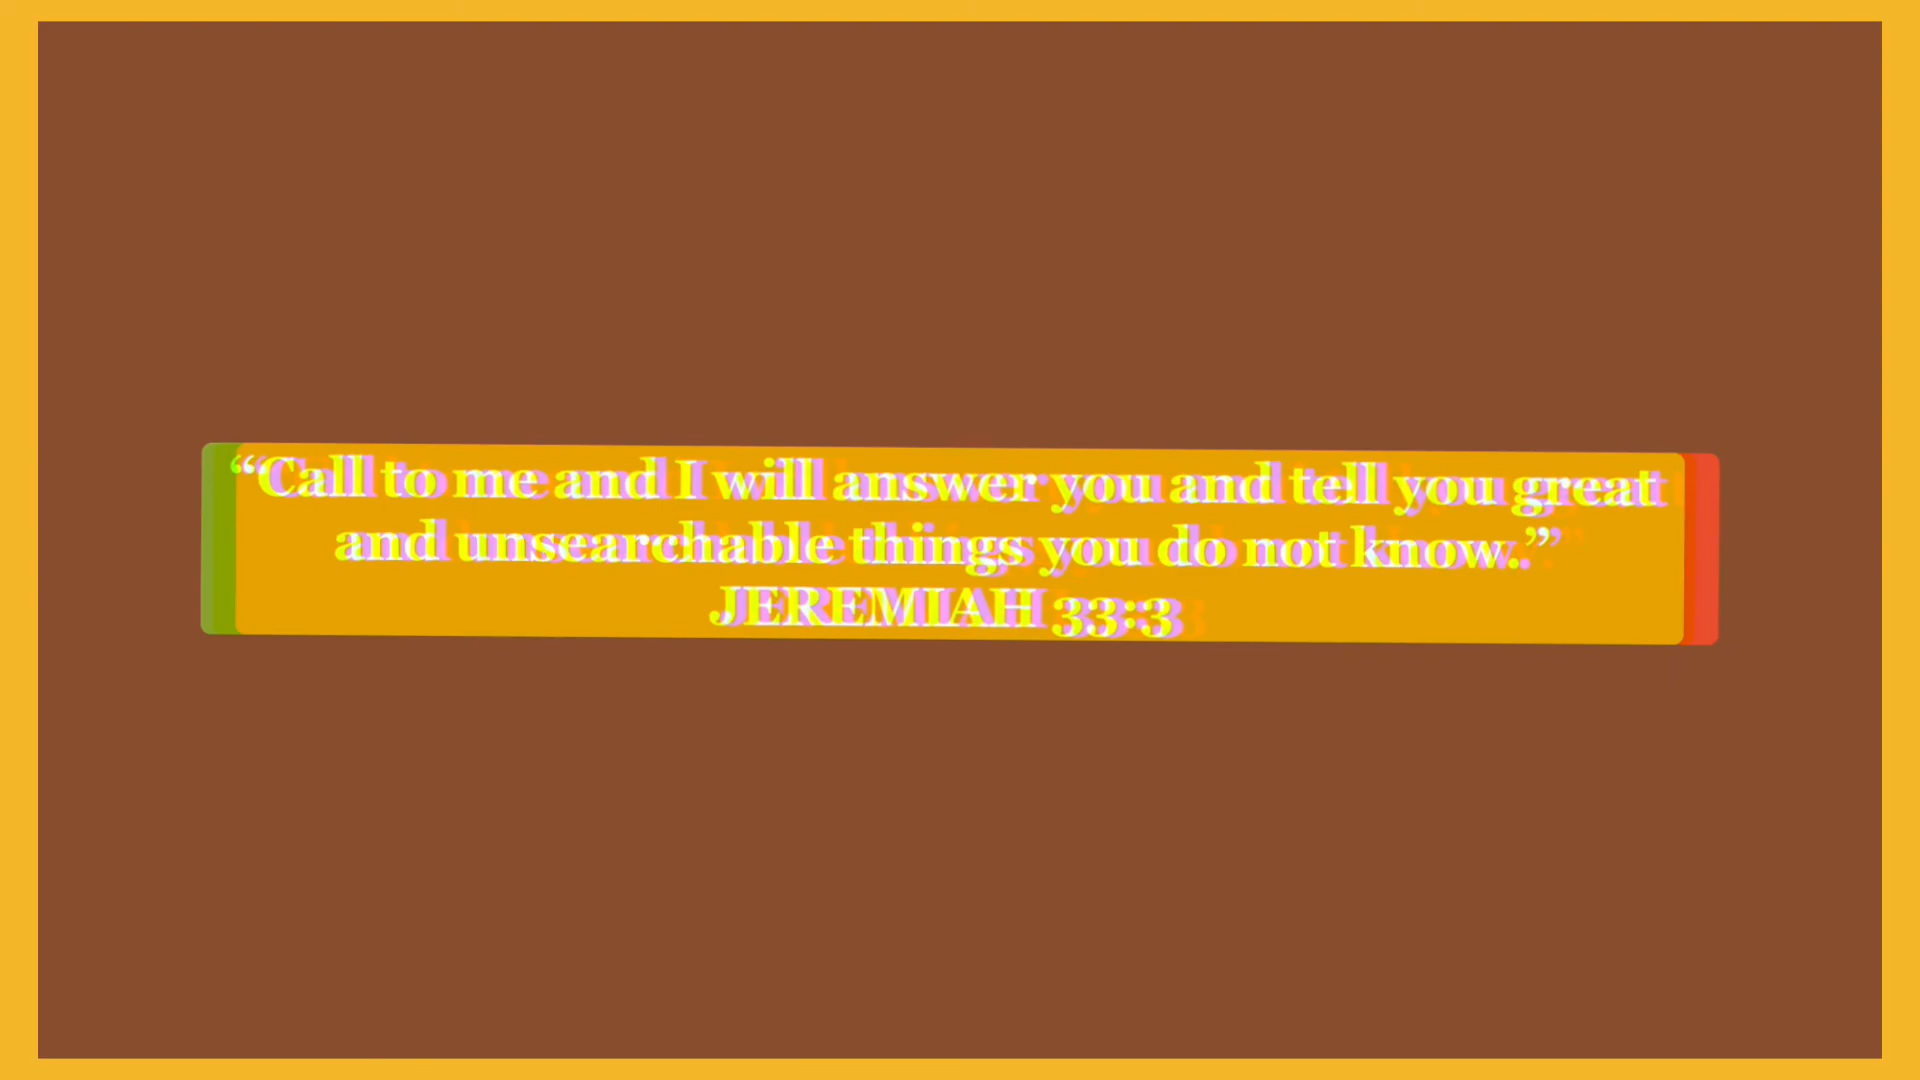 “Call to me and I will answer you and tell you great
and unsearchable things you do not know.”
JEREMIAH 33:3